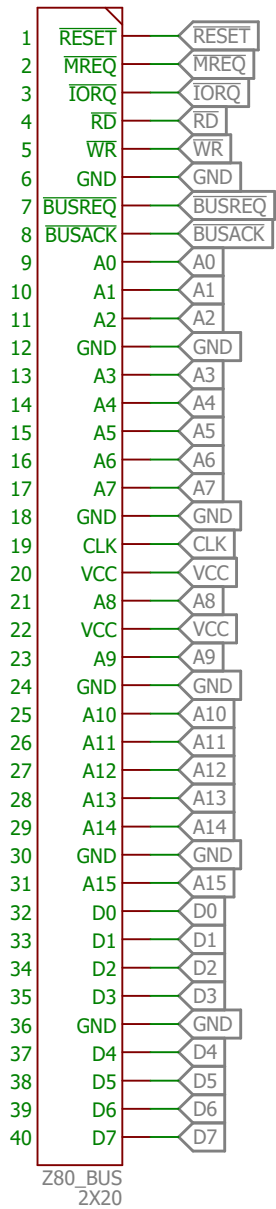 1 RESET RESET
2 MREQ MREQ
3 IORQ IORQ
4 RD RD
5 WR WR
6 GND GND
7 BUSREQ BUSREQ
8 BUSACK BUSACK
9 A0 A0
10 A1 A1
11 A2 A2
12 GND GND
13 A3 A3
14 A4 A4
15 A5 A5
16 A6 A6
17 A7 A7
18 GND GND
19 CLK CLK
20 VCC VCC
21 A8 A8
22 VCC VCC
23 A9 A9
24 GND GND
25 A10 A10
26 A11 A11
27 A12 A12
28 A13 A13
29 A14 A14
30 GND GND
31 A15 A15
32 D0 D0
33 D1 D1
34 D2 D2
35 D3 D3
36 GND GND
37 D4 D4
38 D5 D5
39 D6 D6
40 D7 D7
Z80_BUS
2X20